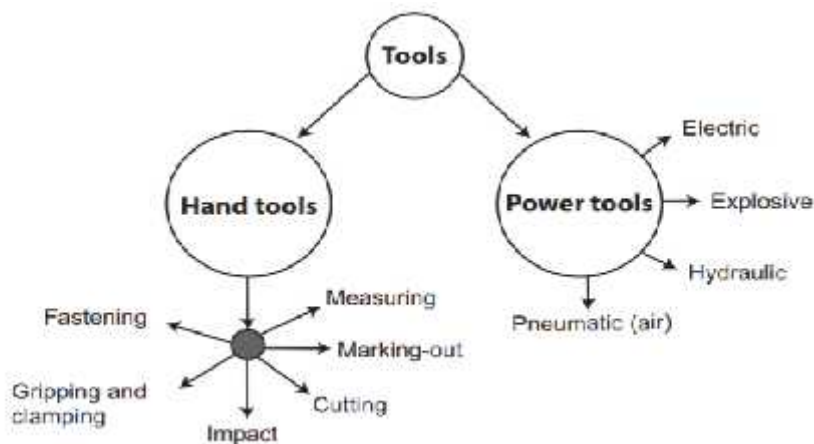 Tools
Hand tools
Power tools
Electric
Explosive
Hydraulic
Pneumatic (air)
Measuring
Marking-out
Cutting
Impact
Gripping and
clamping
Fastening